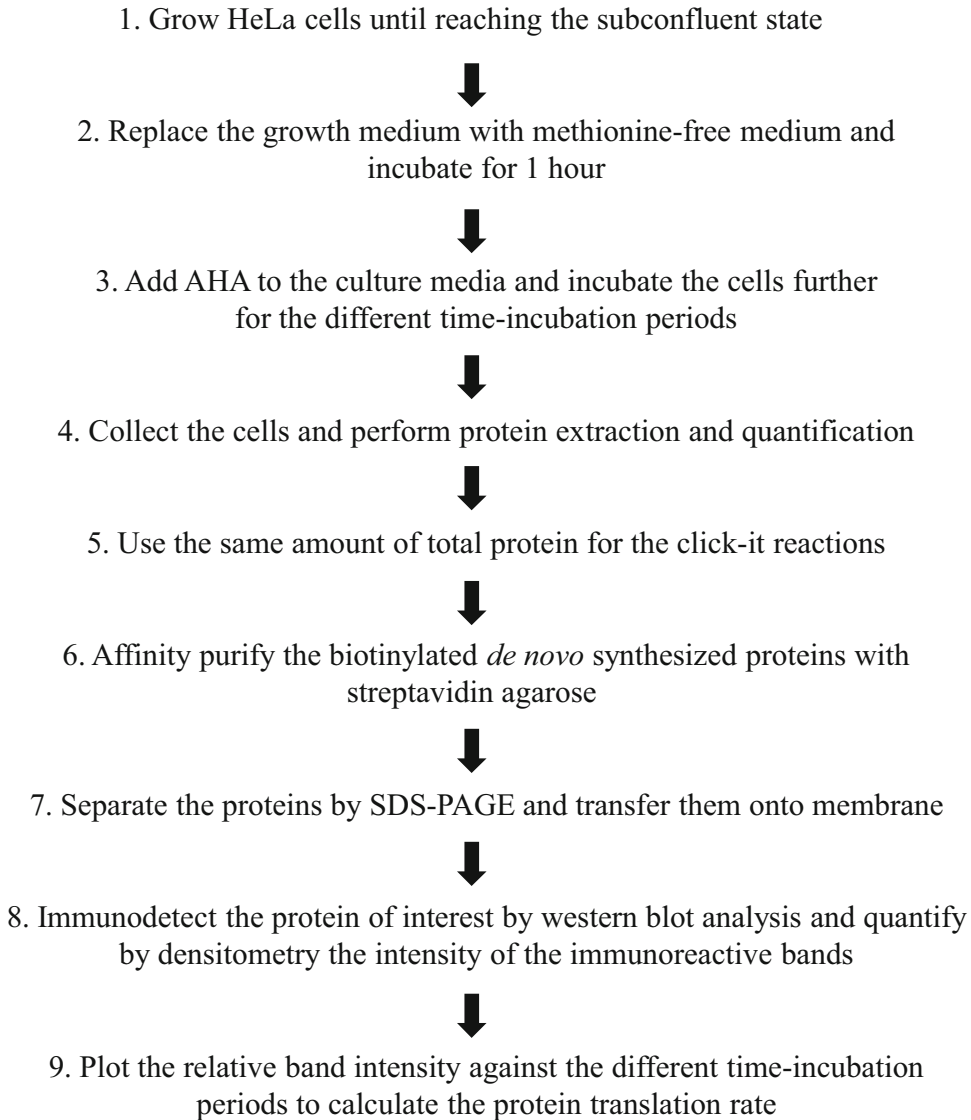 1. Grow HeLa cells until reaching the subconfluent state
2. Replace the growth medium with methionine-free medium and
incubate for 1 hour
3. Add AHA to the culture media and incubate the cells further
for the different time-incubation periods
4. Collect the cells and perform protein extraction and quantification
5. Use the same amount of total protein for the click-it reactions
6. Affinity purify the biotinylated de novo synthesized proteins with
streptavidin agarose
7. Separate the proteins by SDS-PAGE and transfer them onto membrane
8. Immunodetect the protein of interest by western blot analysis and quantify
by densitometry the intensity of the immunoreactive bands
9. Plot the relative band intensity against the different time-incubation
periods to calculate the protein translation rate